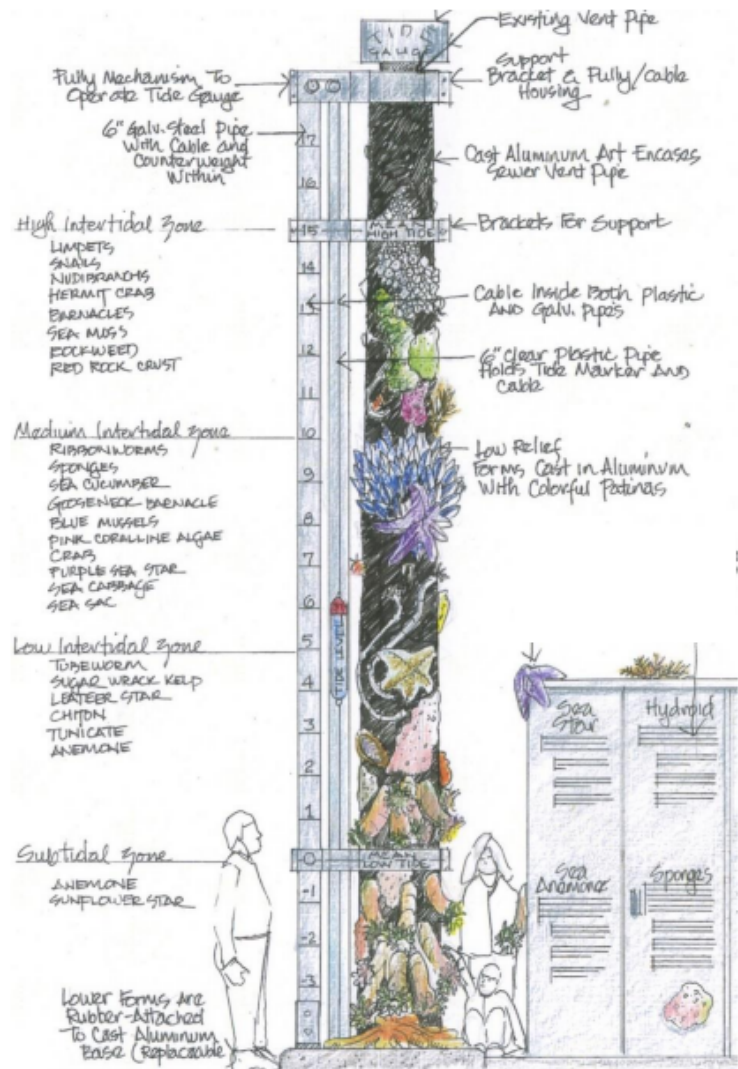 TIDE
GAUGE
Existing Vent Pipe
Support
Bracket & Pully/Cable
Housing
Pully Mechanism To
Operate Tide Gauge
6" Galv. Steel Pipe
With Cable and
Counterweight
Within
Cast Aluminum Art Encases
Sewer Vent Pipe
17
16
High Intertidal Zone
LIMPETS
SNAILS
NUDIBRANCHS
HERMIT CRAB
BARNACLES
SEA MOSS
ROCKWEED
RED ROCK CRUST
15
MEAN
HIGH TIDE
Brackets For Support
14
13
12
11
Cable Inside Both Plastic
AND Galv. Pipes
6" Clear Plastic Pipe
Holds Tide Marker And
Cable
Medium Intertidal Zone
RIBBONWORMS
SPONGES
SEA CUCUMBER
GOOSENECK BARNACLE
BLUE MUSSELS
PINK CORALLINE ALGAE
CRAB
PURPLE SEA STAR
SEA CABBAGE
SEA SAC
10
9
8
7
6
Low Relief
Forms Cast in Aluminum
With Colorful Patinas
Low Intertidal Zone
TUBEWORM
SUGAR WRACK KELP
LEATEER STAR
CHITON
TUNICATE
ANEMONE
5
4
3
2
1
TIDE LEVEL
Subtidal Zone
ANEMONE
SUNFLOWER STAR
0
MEAN
LOW TIDE
-1
-2
-3
Lower Forms Are
Rubber-Attached
To Cast Aluminum
Base (Replaceable)
Sea
Star
Hydroid
Sea
Anemone
Sponges